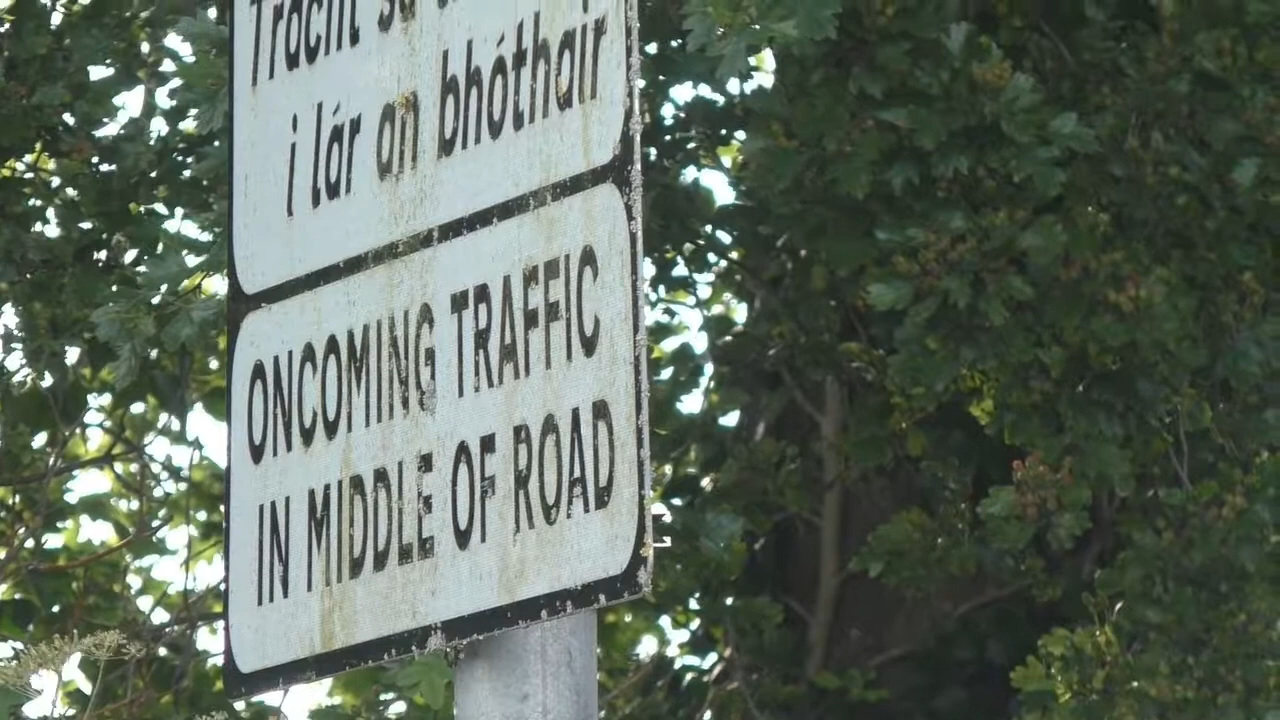 Trácht sa
i lár an bhóthair
ONCOMING TRAFFIC
IN MIDDLE OF ROAD